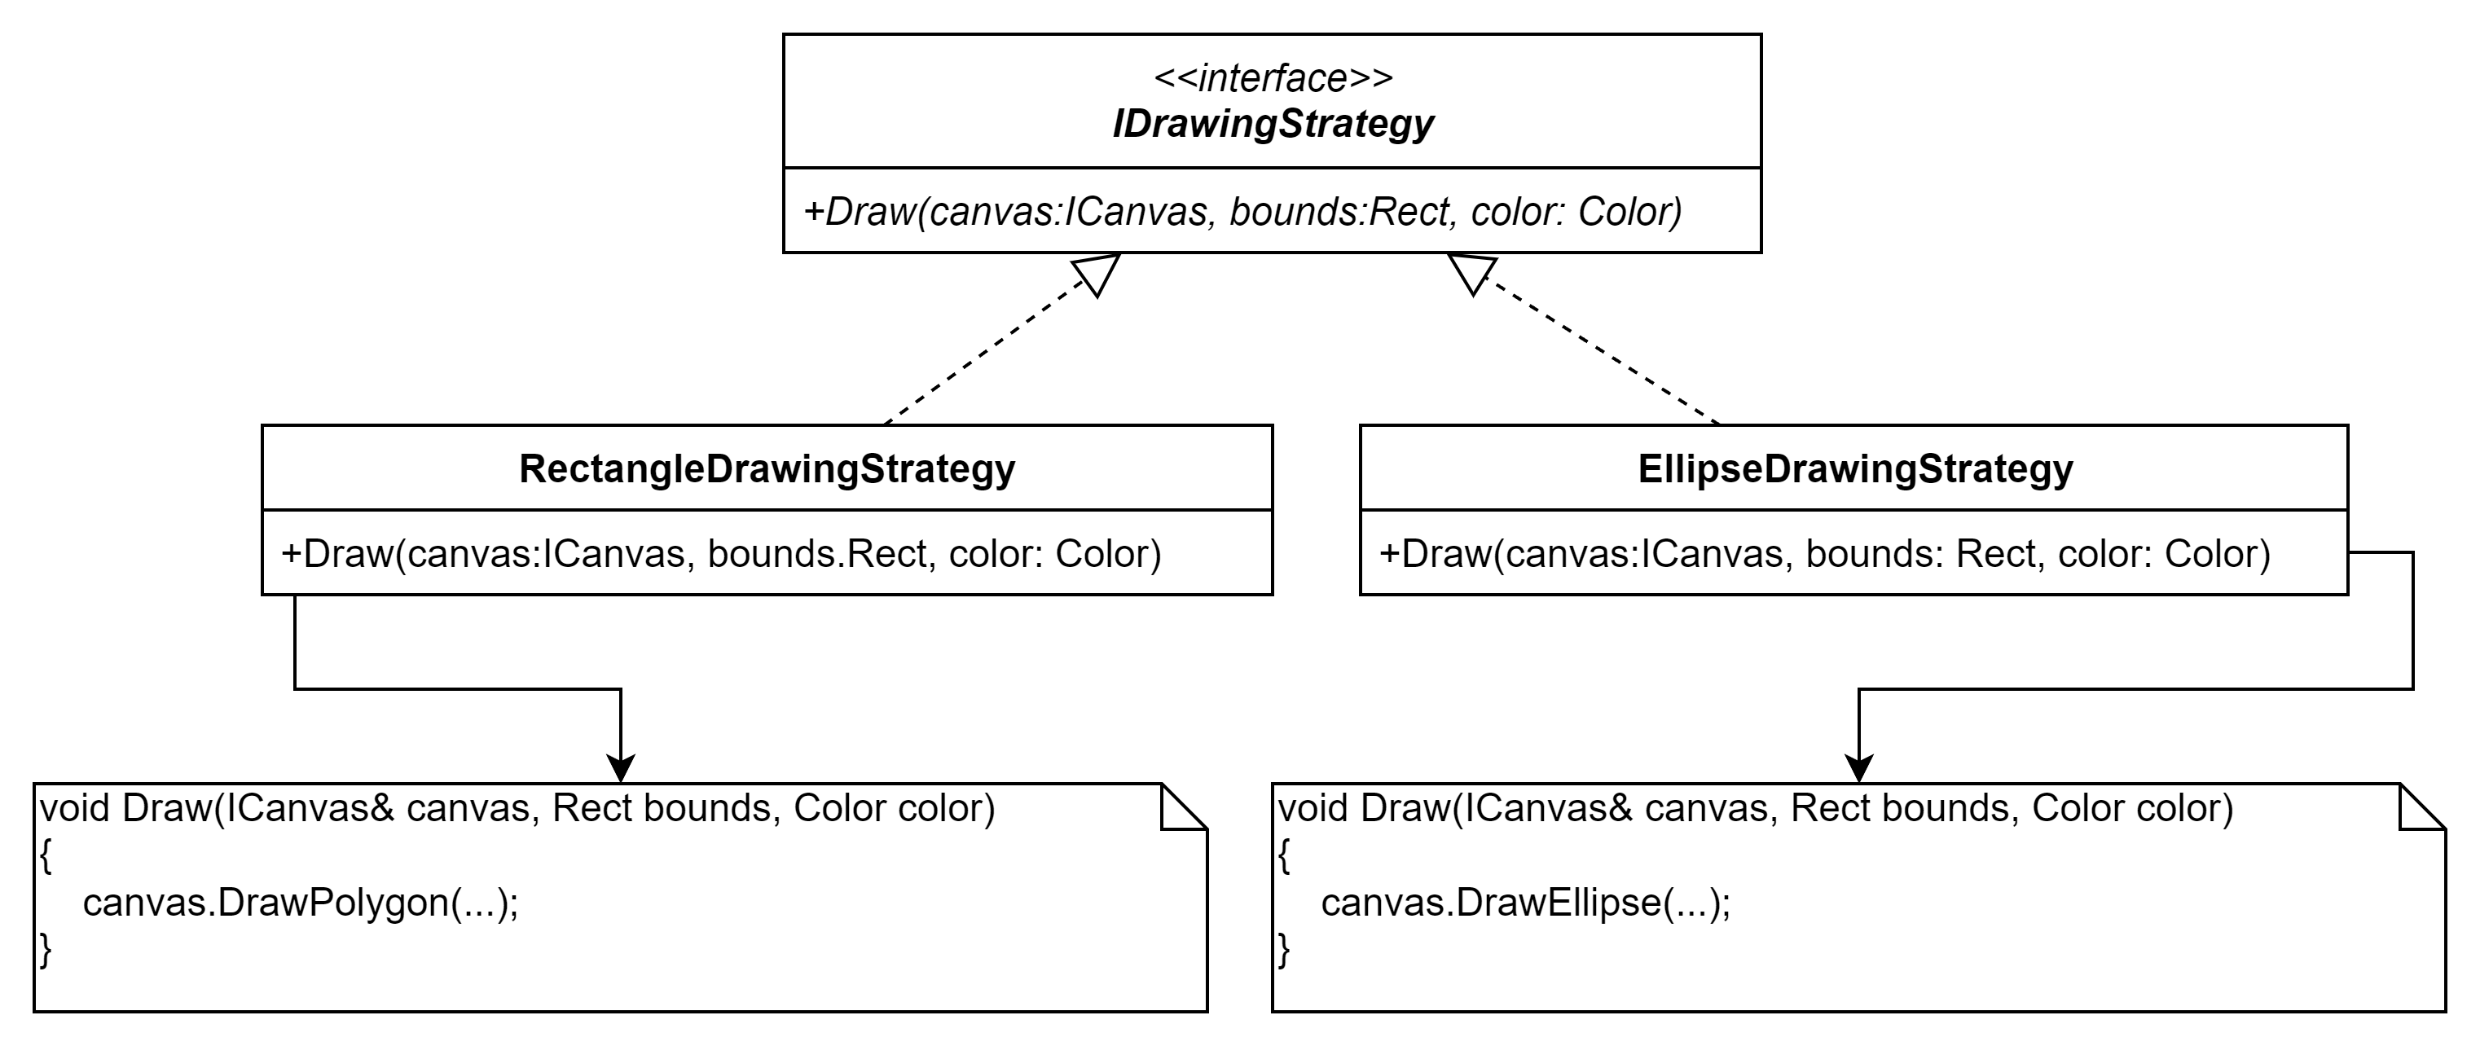 <<interface>>
IDrawingStrategy
+Draw(canvas:ICanvas, bounds:Rect, color: Color)
RectangleDrawingStrategy
+Draw(canvas:ICanvas, bounds.Rect, color: Color)
EllipseDrawingStrategy
+Draw(canvas:ICanvas, bounds: Rect, color: Color)
void Draw(ICanvas& canvas, Rect bounds, Color color)
{
canvas.DrawPolygon(...);
}
void Draw(ICanvas& canvas, Rect bounds, Color color)
{
canvas.DrawEllipse(...);
}